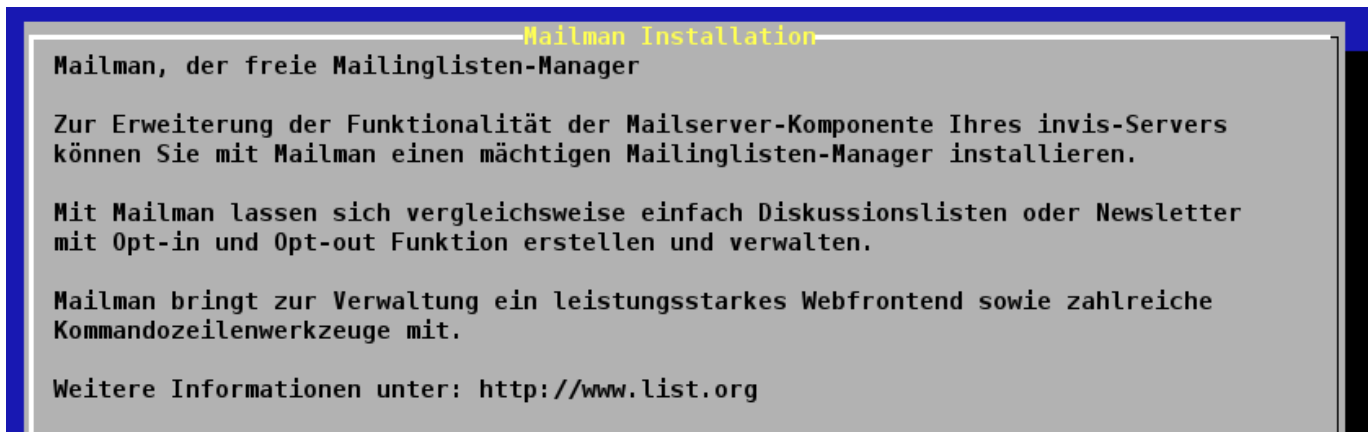 Mailman Installation
Mailman, der freie Mailinglisten-Manager
Zur Erweiterung der Funktionalität der Mailserver-Komponente Ihres invis-Servers
können Sie mit Mailman einen mächtigen Mailinglisten-Manager installieren.
Mit Mailman lassen sich vergleichsweise einfach Diskussionslisten oder Newsletter
mit Opt-in und Opt-out Funktion erstellen und verwalten.
Mailman bringt zur Verwaltung ein leistungsstarkes Webfrontend sowie zahlreiche
Kommandozeilenwerkzeuge mit.
Weitere Informationen unter: http://www.list.org